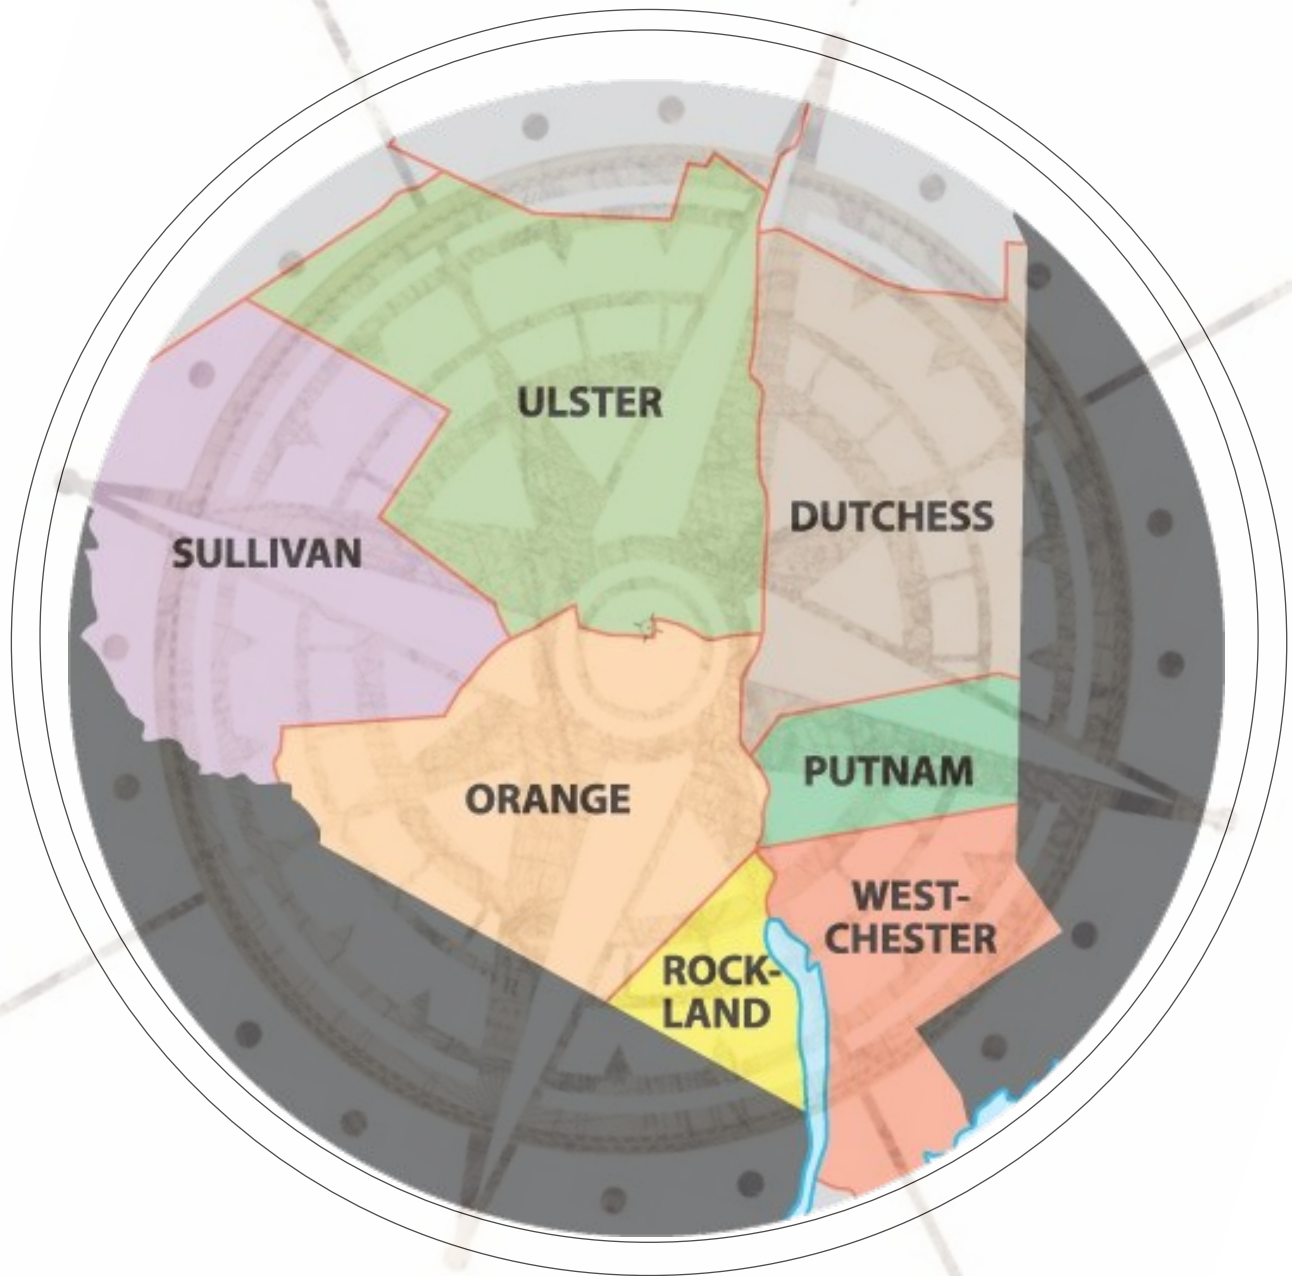 ULSTER
DUTCHESS
SULLIVAN
PUTNAM
ORANGE
WEST-
CHESTER
ROCK-
LAND